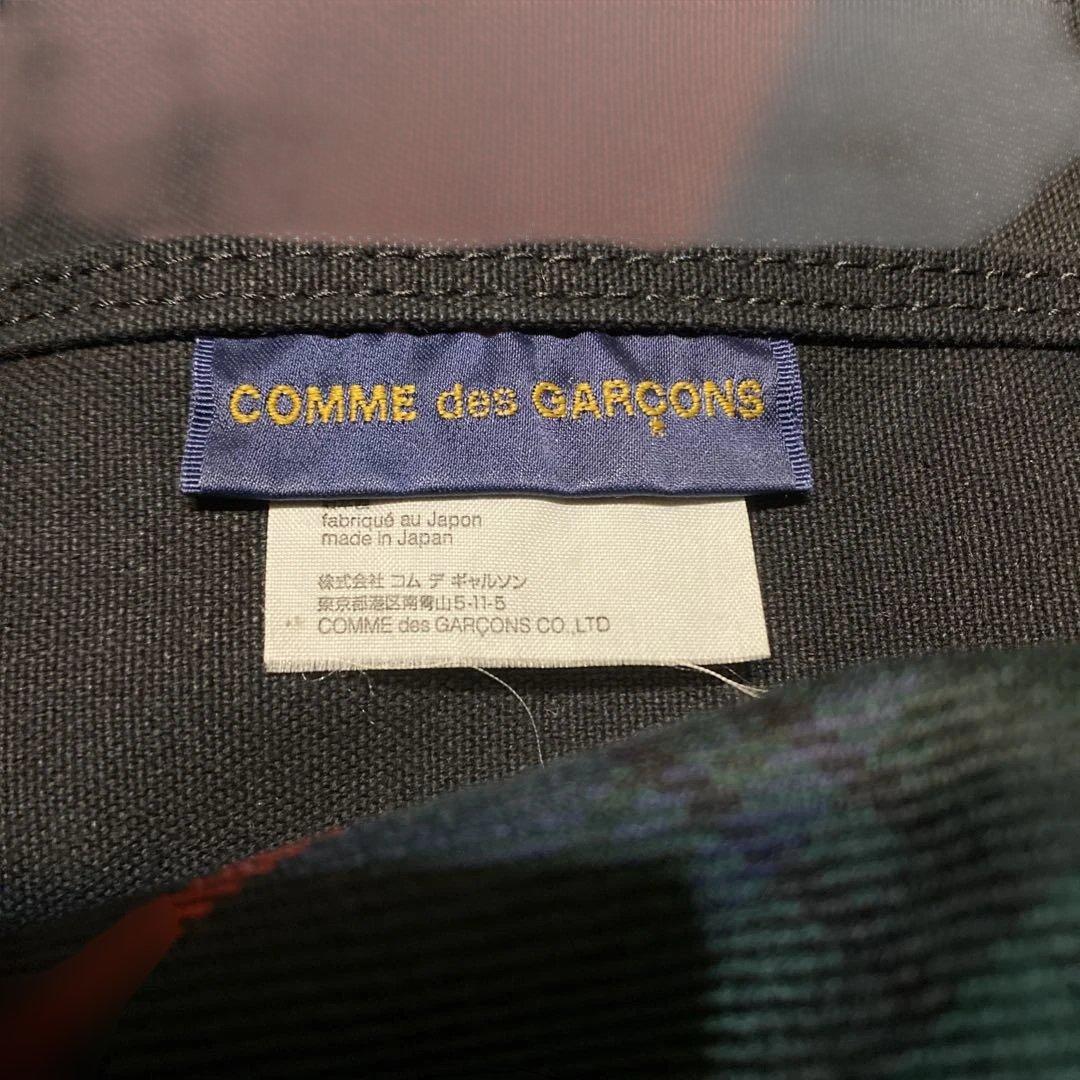 COMME des GARÇONS
fabriqué au Japon
made in Japan
株式会社 コム デ ギャルソン
東京都港区南青山5-11-5
COMME des GARÇONS CO.,LTD